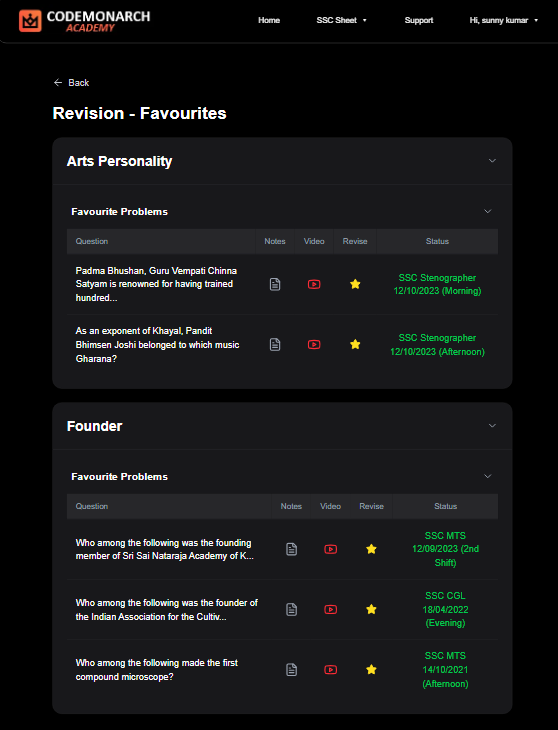 CODEMONARCH
ACADEMY
Home SSC Sheet Support Hi, sunny kumar
Back
Revision - Favourites
Arts Personality
Favourite Problems
Question Notes Video Revise Status
Padma Bhushan, Guru Vempati Chinna
Satyam is renowned for having trained
hundred...
SSC Stenographer
12/10/2023 (Morning)
As an exponent of Khayal, Pandit
Bhimsen Joshi belonged to which music
Gharana?
SSC Stenographer
12/10/2023 (Afternoon)
Founder
Favourite Problems
Question Notes Video Revise Status
Who among the following was the founding
member of Sri Sai Nataraja Academy of K...
SSC MTS
12/09/2023 (2nd
Shift)
Who among the following was the founder of
the Indian Association for the Cultiv...
SSC CGL
18/04/2022
(Evening)
Who among the following made the first
compound microscope?
SSC MTS
14/10/2021
(Afternoon)